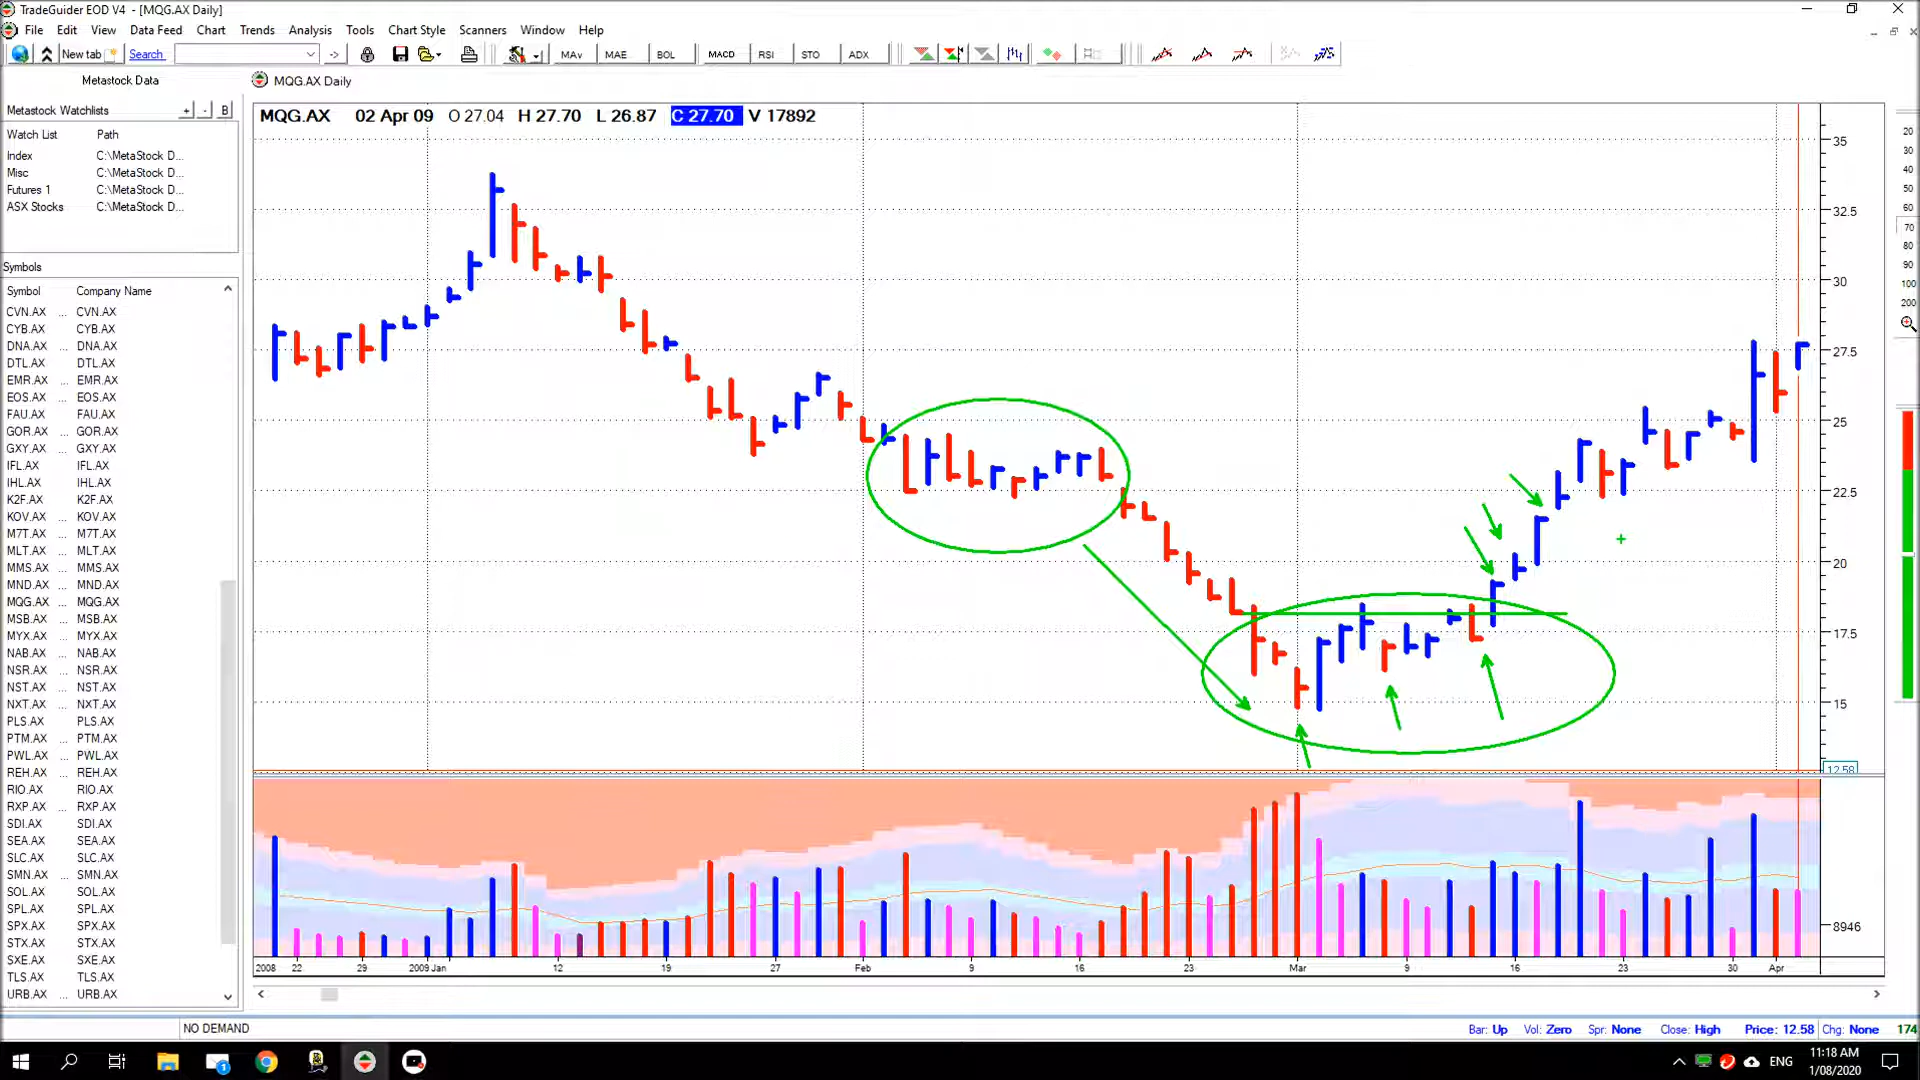 TradeGuider EOD V4 - [MQG.AX Daily]
File Edit View Data Feed Chart Trends Analysis Tools Chart Style Scanners Window Help
New tab Search -> MAv MAE BOL MACD RSI STO ADX
Metastock Data
MQG.AX Daily
Metastock Watchlists + - B
Watch List Path
Index C:\MetaStock D...
Misc C:\MetaStock D...
Futures 1 C:\MetaStock D...
ASX Stocks C:\MetaStock D...
Symbols
Symbol Company Name
CVN.AX ... CVN.AX
CYB.AX ... CYB.AX
DNA.AX ... DNA.AX
DTL.AX ... DTL.AX
EMR.AX ... EMR.AX
EOS.AX ... EOS.AX
FAU.AX ... FAU.AX
GOR.AX ... GOR.AX
GXY.AX ... GXY.AX
IFL.AX ... IFL.AX
IHL.AX ... IHL.AX
K2F.AX ... K2F.AX
KOV.AX ... KOV.AX
M7T.AX ... M7T.AX
MLT.AX ... MLT.AX
MMS.AX ... MMS.AX
MND.AX ... MND.AX
MQG.AX ... MQG.AX
MSB.AX ... MSB.AX
MYX.AX ... MYX.AX
NAB.AX ... NAB.AX
NSR.AX ... NSR.AX
NST.AX ... NST.AX
NXT.AX ... NXT.AX
PLS.AX ... PLS.AX
PTM.AX ... PTM.AX
PWL.AX ... PWL.AX
REH.AX ... REH.AX
RIO.AX ... RIO.AX
RXP.AX ... RXP.AX
SDI.AX ... SDI.AX
SEA.AX ... SEA.AX
SLC.AX ... SLC.AX
SMN.AX ... SMN.AX
SOL.AX ... SOL.AX
SPL.AX ... SPL.AX
SPX.AX ... SPX.AX
STX.AX ... STX.AX
SXE.AX ... SXE.AX
TLS.AX ... TLS.AX
URB.AX ... URB.AX
MQG.AX 02 Apr 09 O 27.04 H 27.70 L 26.87 C 27.70 V 17892
35
32.5
30
27.5
25
22.5
20
17.5
15
12.58
8946
2008 22 29 2009 Jan 12 19 27 Feb 9 16 23 Mar 9 16 23 30 Apr
20
30
40
50
60
70
80
90
100
200
NO DEMAND
Bar: Up Vol: Zero Spr: None Close: High Price: 12.58 Chg: None 174
1
ENG
11:18 AM
1/08/2020